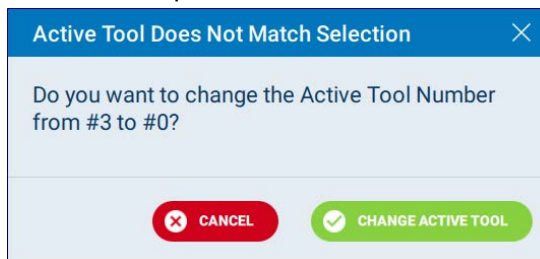 Active Tool Does Not Match Selection
Do you want to change the Active Tool Number
from #3 to #0?
CANCEL
CHANGE ACTIVE TOOL